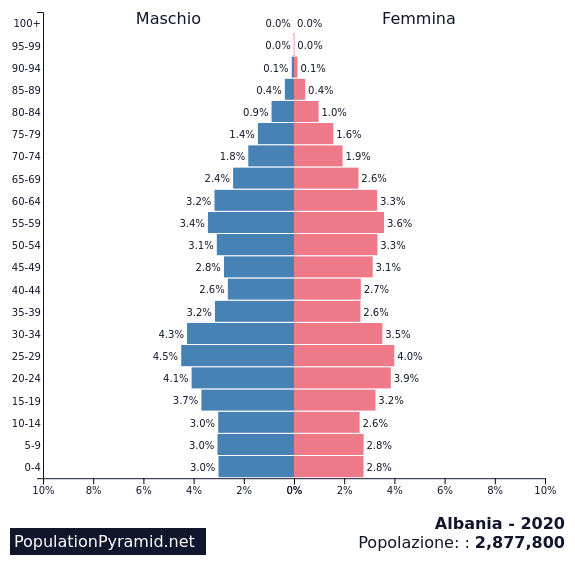 Maschio Femmina
100+ 0.0% 0.0%
95-99 0.0% 0.0%
90-94 0.1% 0.1%
85-89 0.4% 0.4%
80-84 0.9% 1.0%
75-79 1.4% 1.6%
70-74 1.8% 1.9%
65-69 2.4% 2.6%
60-64 3.2% 3.3%
55-59 3.4% 3.6%
50-54 3.1% 3.3%
45-49 2.8% 3.1%
40-44 2.6% 2.7%
35-39 3.2% 2.6%
30-34 4.3% 3.5%
25-29 4.5% 4.0%
20-24 4.1% 3.9%
15-19 3.7% 3.2%
10-14 3.0% 2.6%
5-9 3.0% 2.8%
0-4 3.0% 2.8%
10% 8% 6% 4% 2% 0% 2% 4% 6% 8% 10%
Albania - 2020
PopulationPyramid.net
Popolazione: : 2,877,800